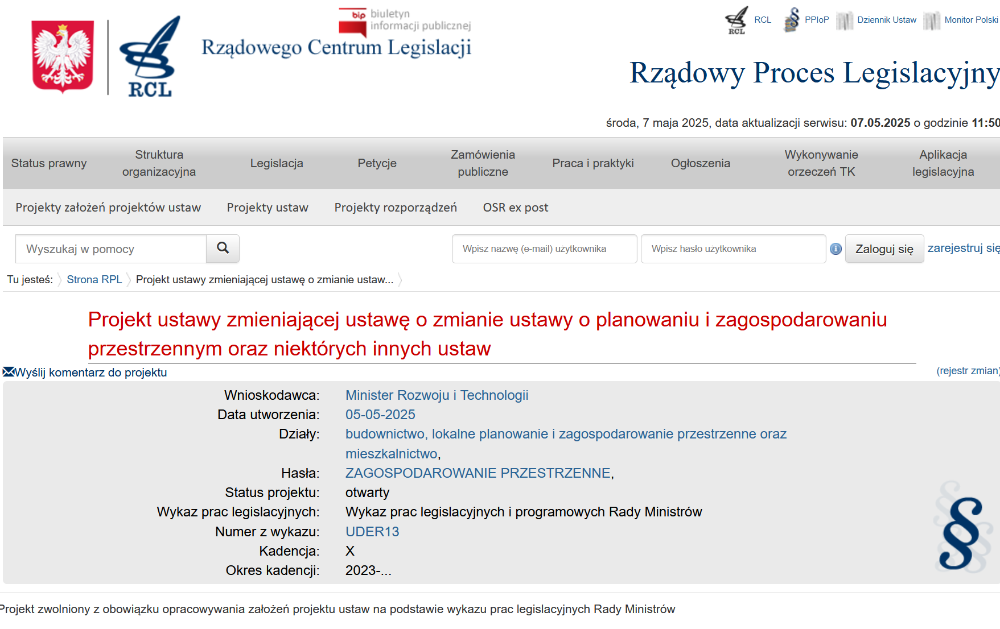 bip biuletyn
informacji publicznej
Rządowego Centrum Legislacji
RCL
RCL
RCL
PPIoP
Dziennik Ustaw
Monitor Polski
Rządowy Proces Legislacyjny
środa, 7 maja 2025, data aktualizacji serwisu: 07.05.2025 o godzinie 11:50
Status prawny
Struktura
organizacyjna
Legislacja
Petycje
Zamówienia
publiczne
Praca i praktyki
Ogłoszenia
Wykonywanie
orzeczeń TK
Aplikacja
legislacyjna
Projekty założeń projektów ustaw
Projekty ustaw
Projekty rozporządzeń
OSR ex post
Wyszukaj w pomocy
Wpisz nazwę (e-mail) użytkownika
Wpisz hasło użytkownika
Zaloguj się
zarejestruj się
Tu jesteś: Strona RPL Projekt ustawy zmieniającej ustawę o zmianie ustaw...
Projekt ustawy zmieniającej ustawę o zmianie ustawy o planowaniu i zagospodarowaniu
przestrzennym oraz niektórych innych ustaw
Wyślij komentarz do projektu
(rejestr zmian)
Wnioskodawca: Minister Rozwoju i Technologii
Data utworzenia: 05-05-2025
Działy: budownictwo, lokalne planowanie i zagospodarowanie przestrzenne oraz
mieszkalnictwo,
Hasła: ZAGOSPODAROWANIE PRZESTRZENNE,
Status projektu: otwarty
Wykaz prac legislacyjnych: Wykaz prac legislacyjnych i programowych Rady Ministrów
Numer z wykazu: UDER13
Kadencja: X
Okres kadencji: 2023-...
Projekt zwolniony z obowiązku opracowywania założeń projektu ustaw na podstawie wykazu prac legislacyjnych Rady Ministrów